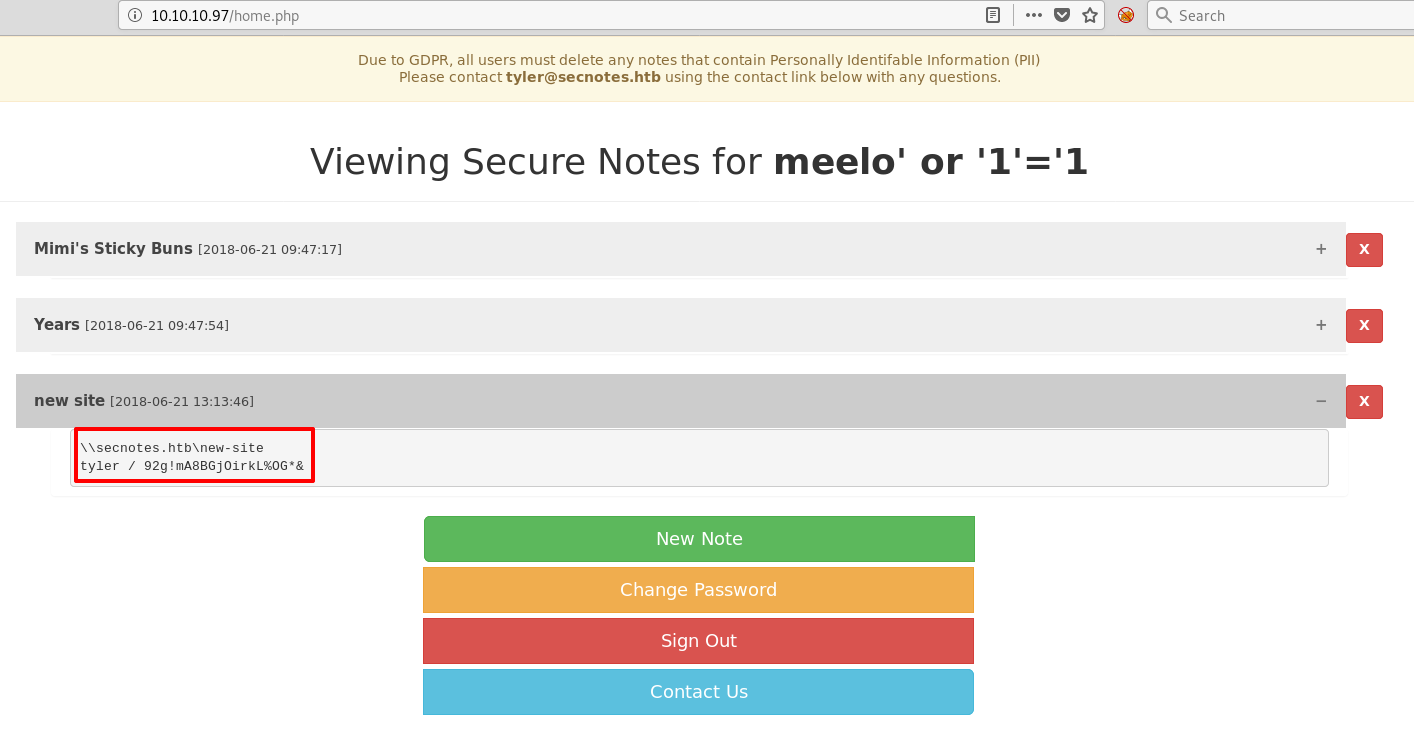 10.10.10.97/home.php
Search
Due to GDPR, all users must delete any notes that contain Personally Identifable Information (PII)
Please contact tyler@secnotes.htb using the contact link below with any questions.
Viewing Secure Notes for meelo' or '1'='1
Mimi's Sticky Buns [2018-06-21 09:47:17] + X
Years [2018-06-21 09:47:54] + X
new site [2018-06-21 13:13:46] − X
\\secnotes.htb\new-site
tyler / 92g!mA8BGjOirkL%OG*&
New Note
Change Password
Sign Out
Contact Us